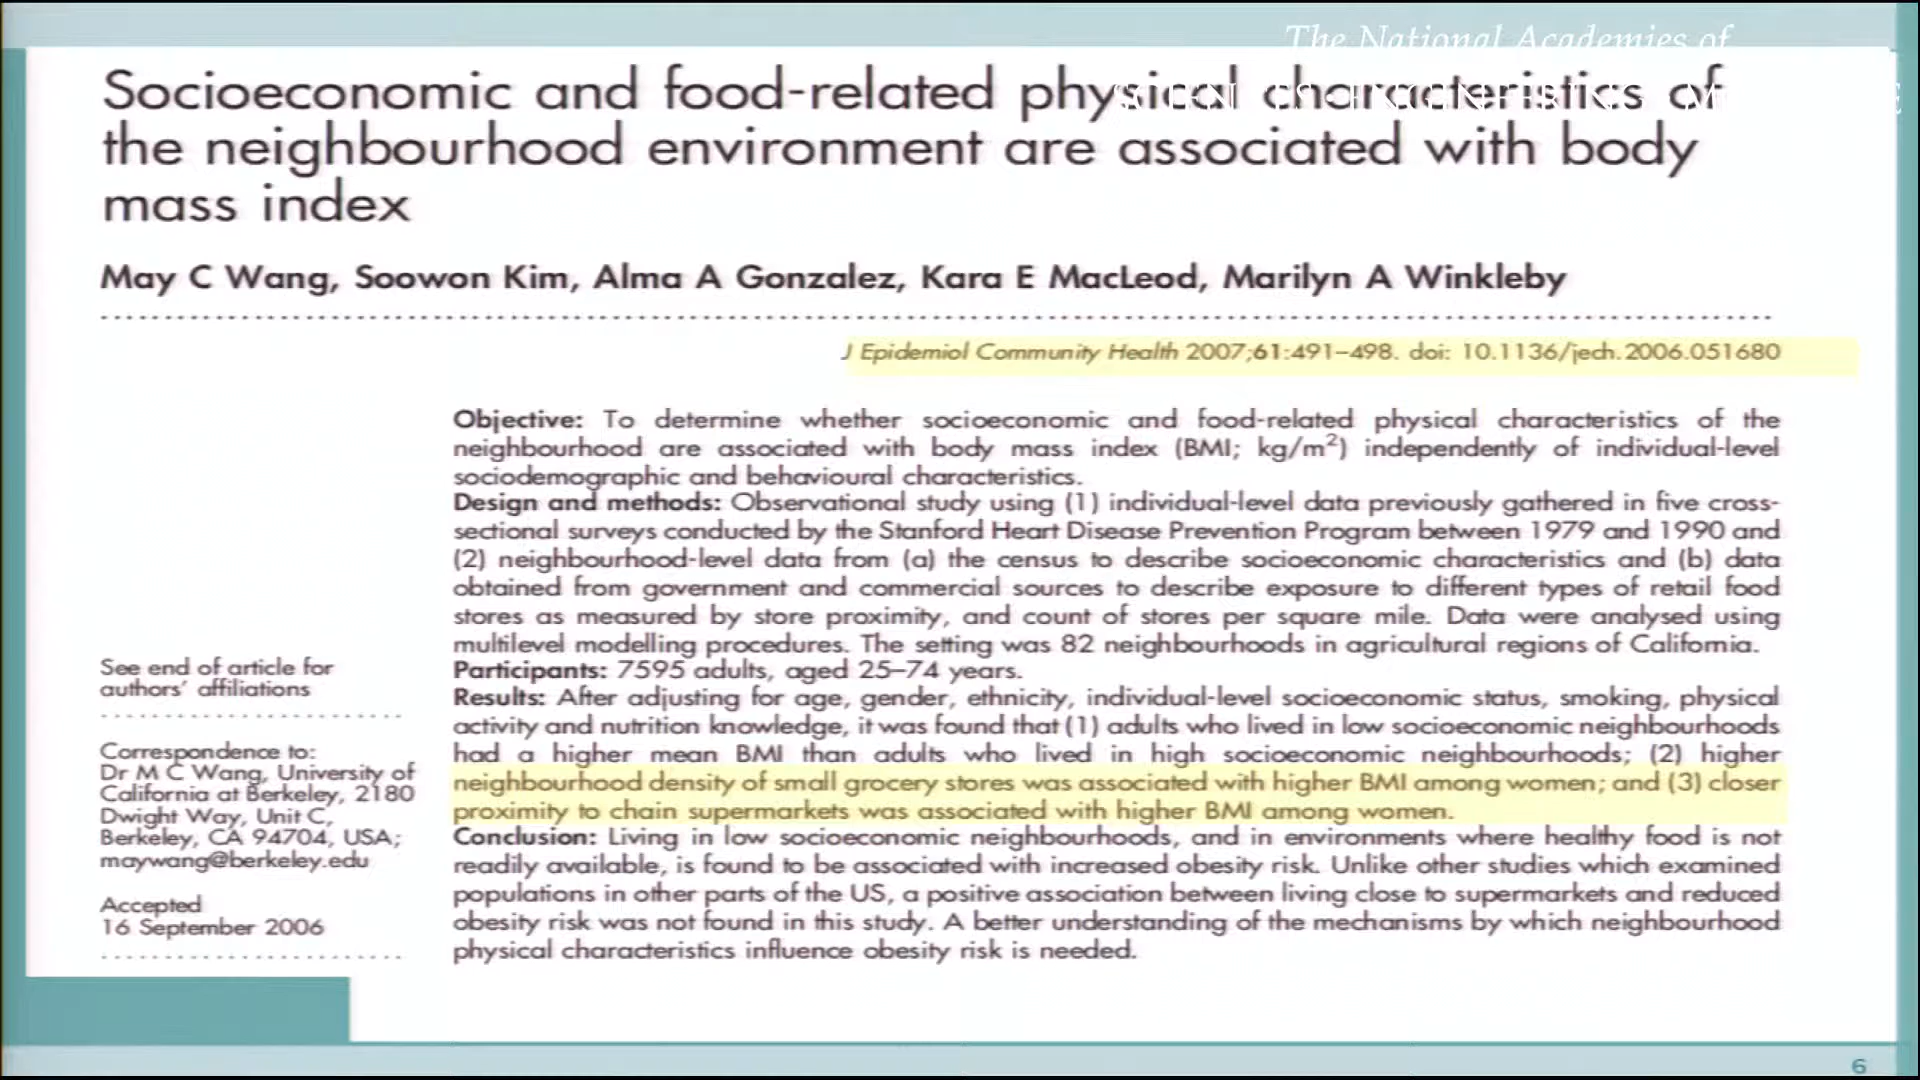 The National Academies of
Socioeconomic and food-related physical characteristics of
the neighbourhood environment are associated with body
mass index
May C Wang, Soowon Kim, Alma A Gonzalez, Kara E MacLeod, Marilyn A Winkleby
J Epidemiol Community Health 2007;61:491–498. doi: 10.1136/jech.2006.051680
Objective: To determine whether socioeconomic and food-related physical characteristics of the
neighbourhood are associated with body mass index (BMI; kg/m²) independently of individual-level
sociodemographic and behavioural characteristics.
Design and methods: Observational study using (1) individual-level data previously gathered in five cross-
sectional surveys conducted by the Stanford Heart Disease Prevention Program between 1979 and 1990 and
(2) neighbourhood-level data from (a) the census to describe socioeconomic characteristics and (b) data
obtained from government and commercial sources to describe exposure to different types of retail food
stores as measured by store proximity, and count of stores per square mile. Data were analysed using
multilevel modelling procedures. The setting was 82 neighbourhoods in agricultural regions of California.
Participants: 7595 adults, aged 25–74 years.
Results: After adjusting for age, gender, ethnicity, individual-level socioeconomic status, smoking, physical
activity and nutrition knowledge, it was found that (1) adults who lived in low socioeconomic neighbourhoods
had a higher mean BMI than adults who lived in high socioeconomic neighbourhoods; (2) higher
neighbourhood density of small grocery stores was associated with higher BMI among women; and (3) closer
proximity to chain supermarkets was associated with higher BMI among women.
Conclusion: Living in low socioeconomic neighbourhoods, and in environments where healthy food is not
readily available, is found to be associated with increased obesity risk. Unlike other studies which examined
populations in other parts of the US, a positive association between living close to supermarkets and reduced
obesity risk was not found in this study. A better understanding of the mechanisms by which neighbourhood
physical characteristics influence obesity risk is needed.
See end of article for
authors' affiliations
Correspondence to:
Dr M C Wang, University of
California at Berkeley, 2180
Dwight Way, Unit C,
Berkeley, CA 94704, USA;
maywang@berkeley.edu
Accepted
16 September 2006
6